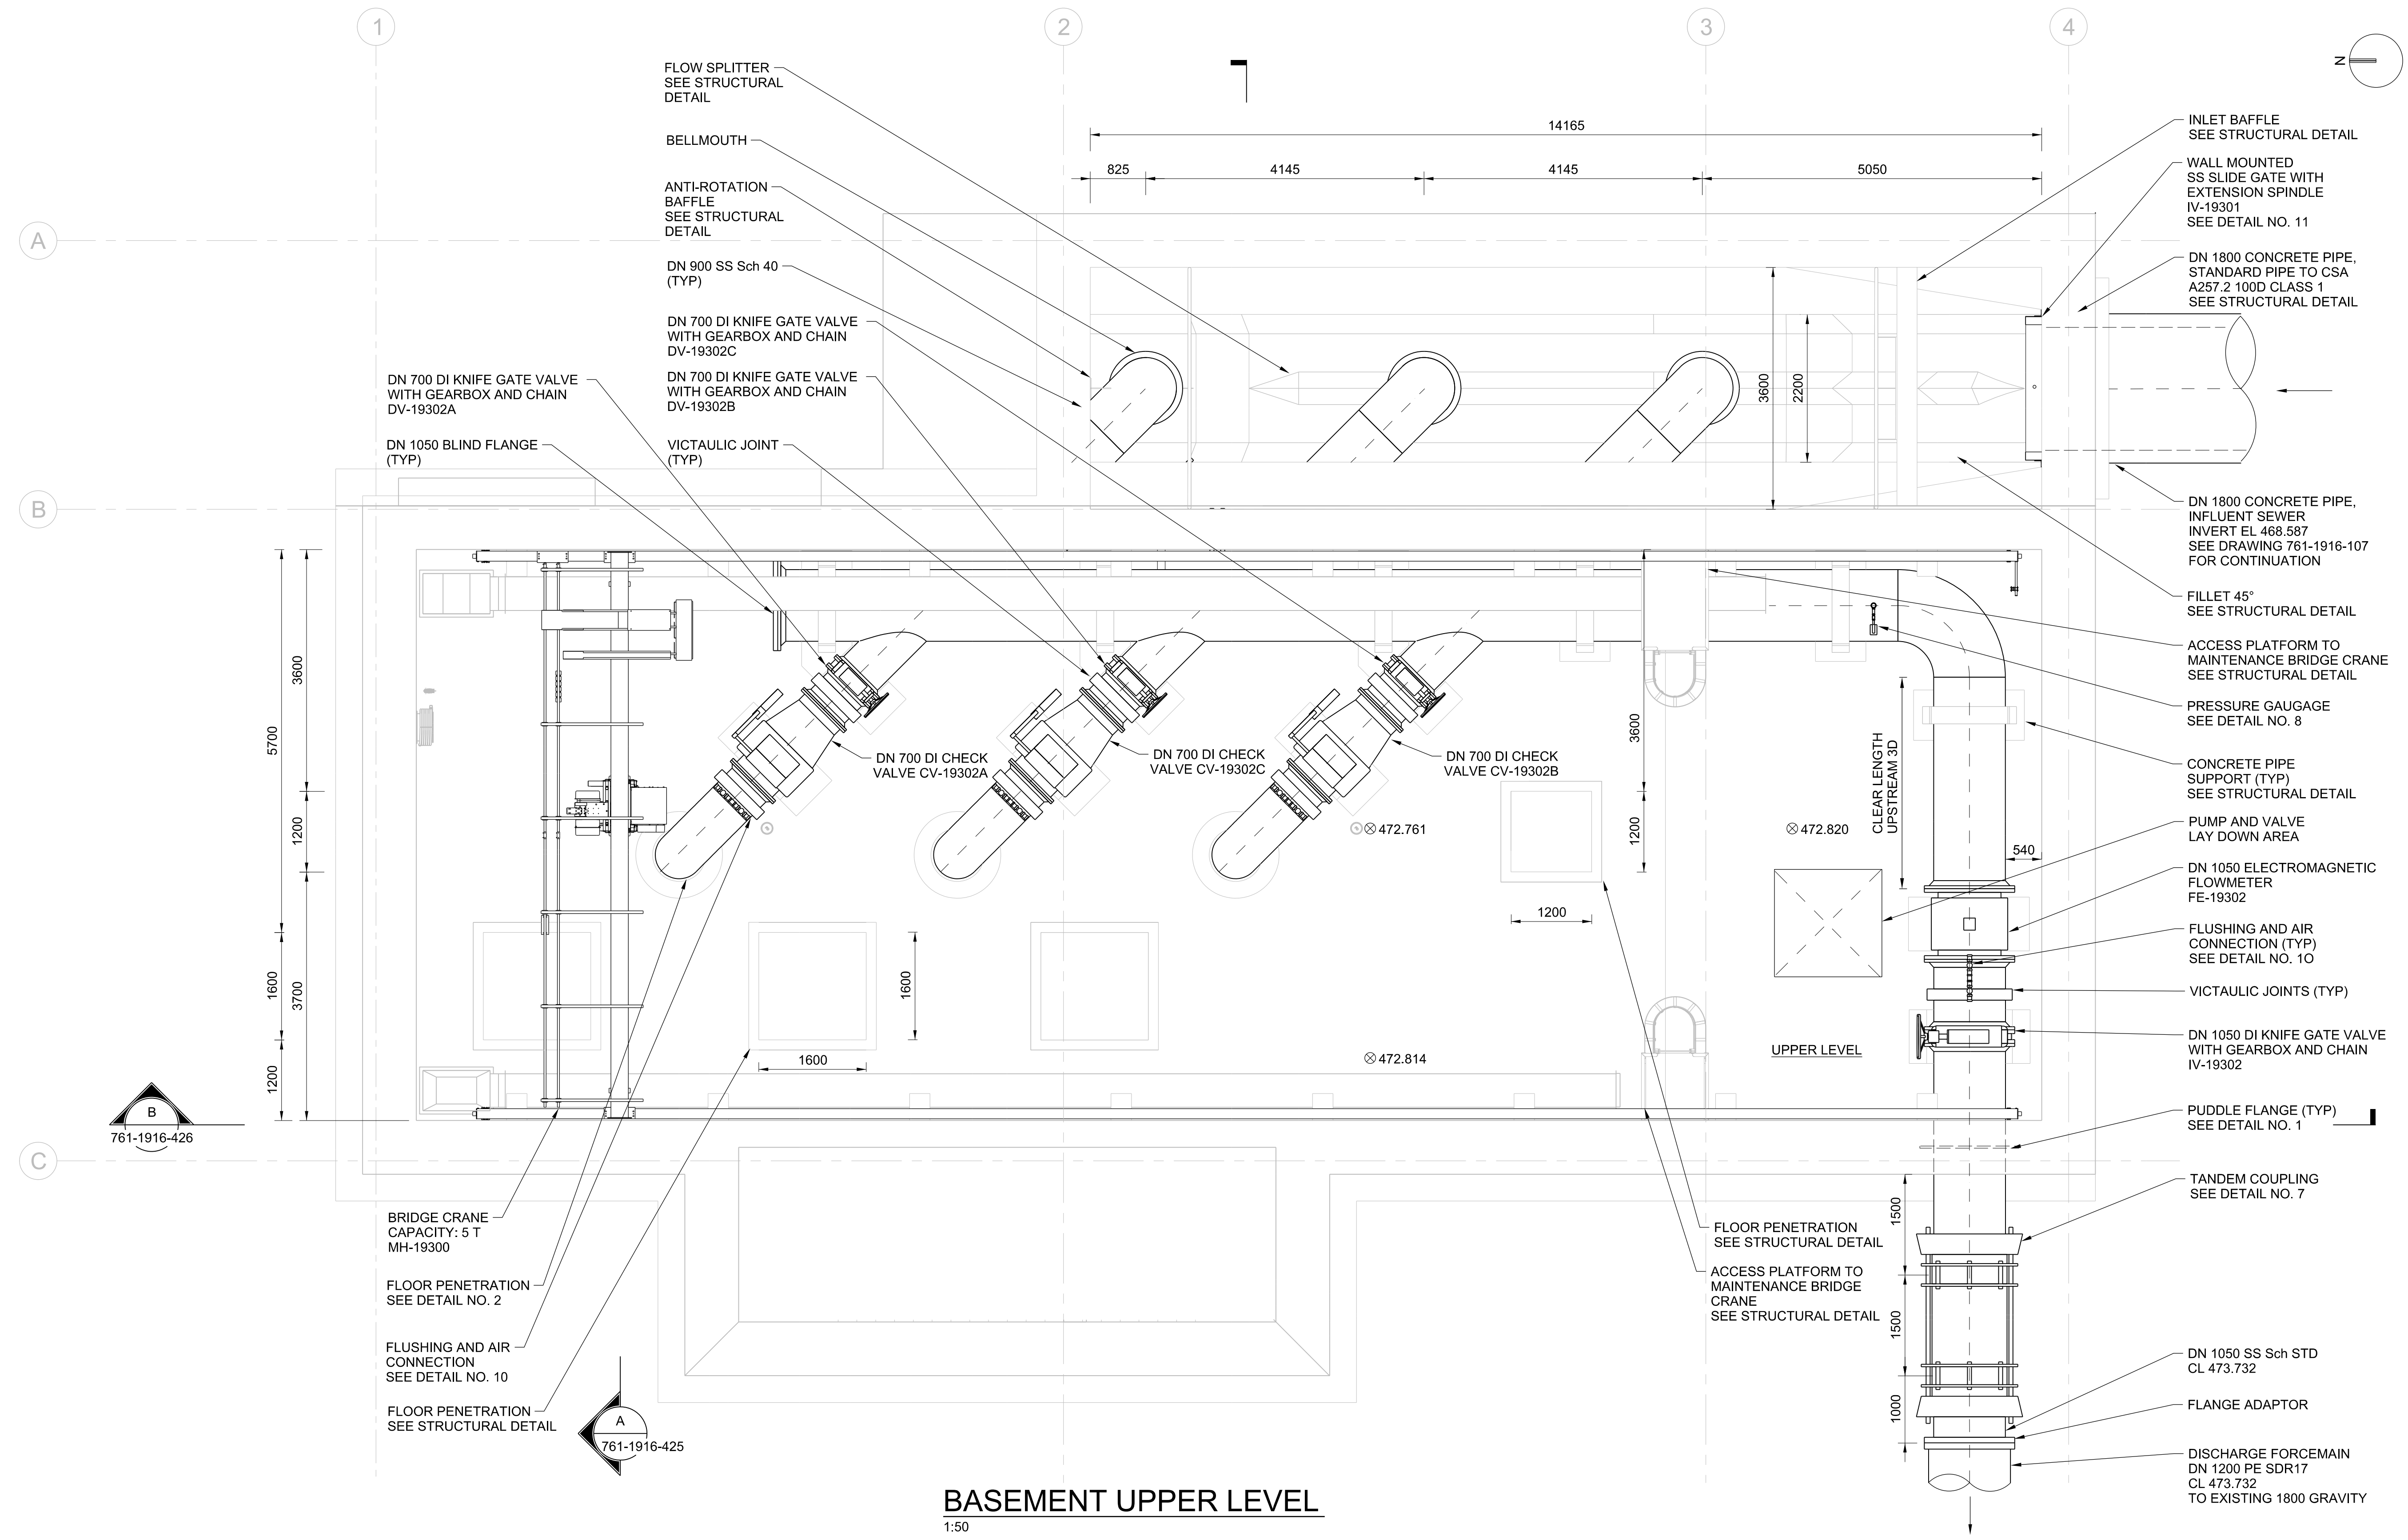 1
2
3
4
N
A
B
C
FLOW SPLITTER
SEE STRUCTURAL
DETAIL
BELLMOUTH
ANTI-ROTATION
BAFFLE
SEE STRUCTURAL
DETAIL
DN 900 SS Sch 40
(TYP)
DN 700 DI KNIFE GATE VALVE
WITH GEARBOX AND CHAIN
DV-19302C
DN 700 DI KNIFE GATE VALVE
WITH GEARBOX AND CHAIN
DV-19302B
VICTAULIC JOINT
(TYP)
DN 700 DI KNIFE GATE VALVE
WITH GEARBOX AND CHAIN
DV-19302A
DN 1050 BLIND FLANGE
(TYP)
14165
825
4145
4145
5050
3600
2200
INLET BAFFLE
SEE STRUCTURAL DETAIL
WALL MOUNTED
SS SLIDE GATE WITH
EXTENSION SPINDLE
IV-19301
SEE DETAIL NO. 11
DN 1800 CONCRETE PIPE,
STANDARD PIPE TO CSA
A257.2 100D CLASS 1
SEE STRUCTURAL DETAIL
DN 1800 CONCRETE PIPE,
INFLUENT SEWER
INVERT EL 468.587
SEE DRAWING 761-1916-107
FOR CONTINUATION
FILLET 45°
SEE STRUCTURAL DETAIL
ACCESS PLATFORM TO
MAINTENANCE BRIDGE CRANE
SEE STRUCTURAL DETAIL
PRESSURE GAUGAGE
SEE DETAIL NO. 8
CONCRETE PIPE
SUPPORT (TYP)
SEE STRUCTURAL DETAIL
PUMP AND VALVE
LAY DOWN AREA
DN 1050 ELECTROMAGNETIC
FLOWMETER
FE-19302
FLUSHING AND AIR
CONNECTION (TYP)
SEE DETAIL NO. 1O
VICTAULIC JOINTS (TYP)
DN 1050 DI KNIFE GATE VALVE
WITH GEARBOX AND CHAIN
IV-19302
PUDDLE FLANGE (TYP)
SEE DETAIL NO. 1
TANDEM COUPLING
SEE DETAIL NO. 7
DN 1050 SS Sch STD
CL 473.732
FLANGE ADAPTOR
DISCHARGE FORCEMAIN
DN 1200 PE SDR17
CL 473.732
TO EXISTING 1800 GRAVITY
5700
1600
1200
3600
1200
3700
DN 700 DI CHECK
VALVE CV-19302A
DN 700 DI CHECK
VALVE CV-19302C
DN 700 DI CHECK
VALVE CV-19302B
472.761
472.820
472.814
3600
1200
1200
CLEAR LENGTH
UPSTREAM 3D
540
1600
1600
UPPER LEVEL
1500
1500
1000
B
761-1916-426
BRIDGE CRANE
CAPACITY: 5 T
MH-19300
FLOOR PENETRATION
SEE DETAIL NO. 2
FLUSHING AND AIR
CONNECTION
SEE DETAIL NO. 10
FLOOR PENETRATION
SEE STRUCTURAL DETAIL
A
761-1916-425
FLOOR PENETRATION
SEE STRUCTURAL DETAIL
ACCESS PLATFORM TO
MAINTENANCE BRIDGE
CRANE
SEE STRUCTURAL DETAIL
BASEMENT UPPER LEVEL
1:50